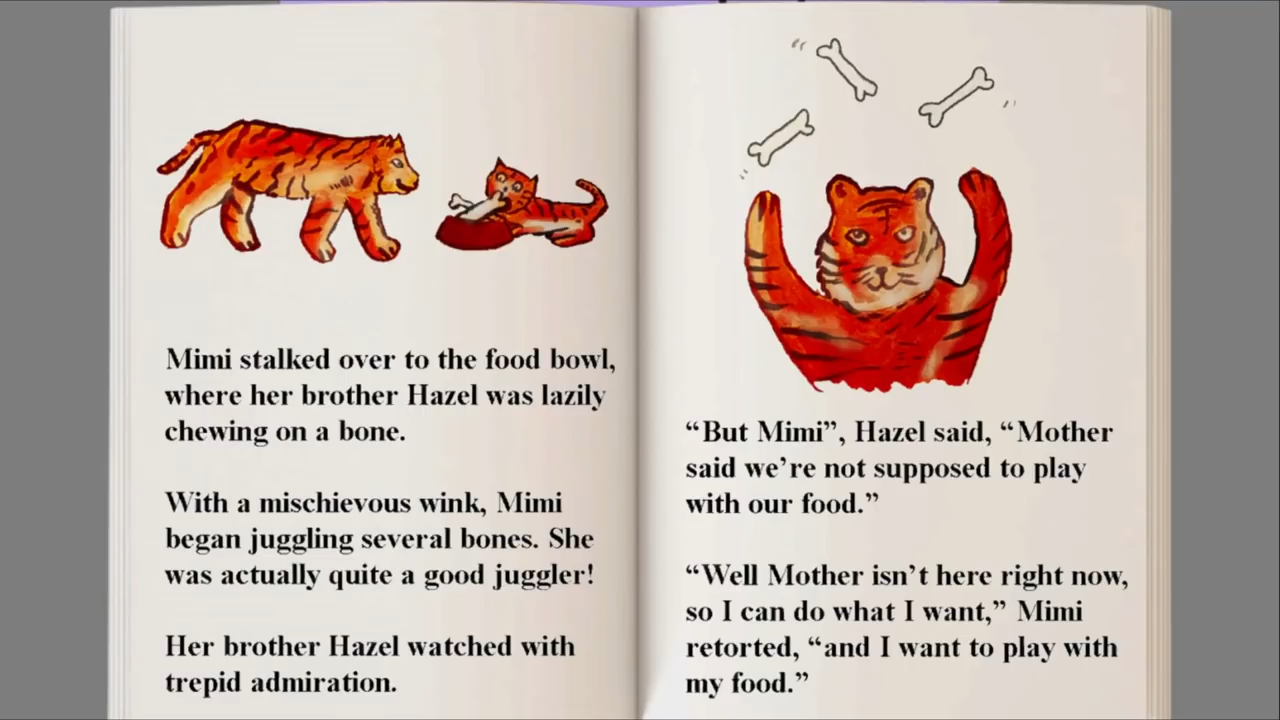 Mimi stalked over to the food bowl,
where her brother Hazel was lazily
chewing on a bone.
With a mischievous wink, Mimi
began juggling several bones. She
was actually quite a good juggler!
Her brother Hazel watched with
trepid admiration.
“But Mimi”, Hazel said, “Mother
said we’re not supposed to play
with our food.”
“Well Mother isn’t here right now,
so I can do what I want,” Mimi
retorted, “and I want to play with
my food.”